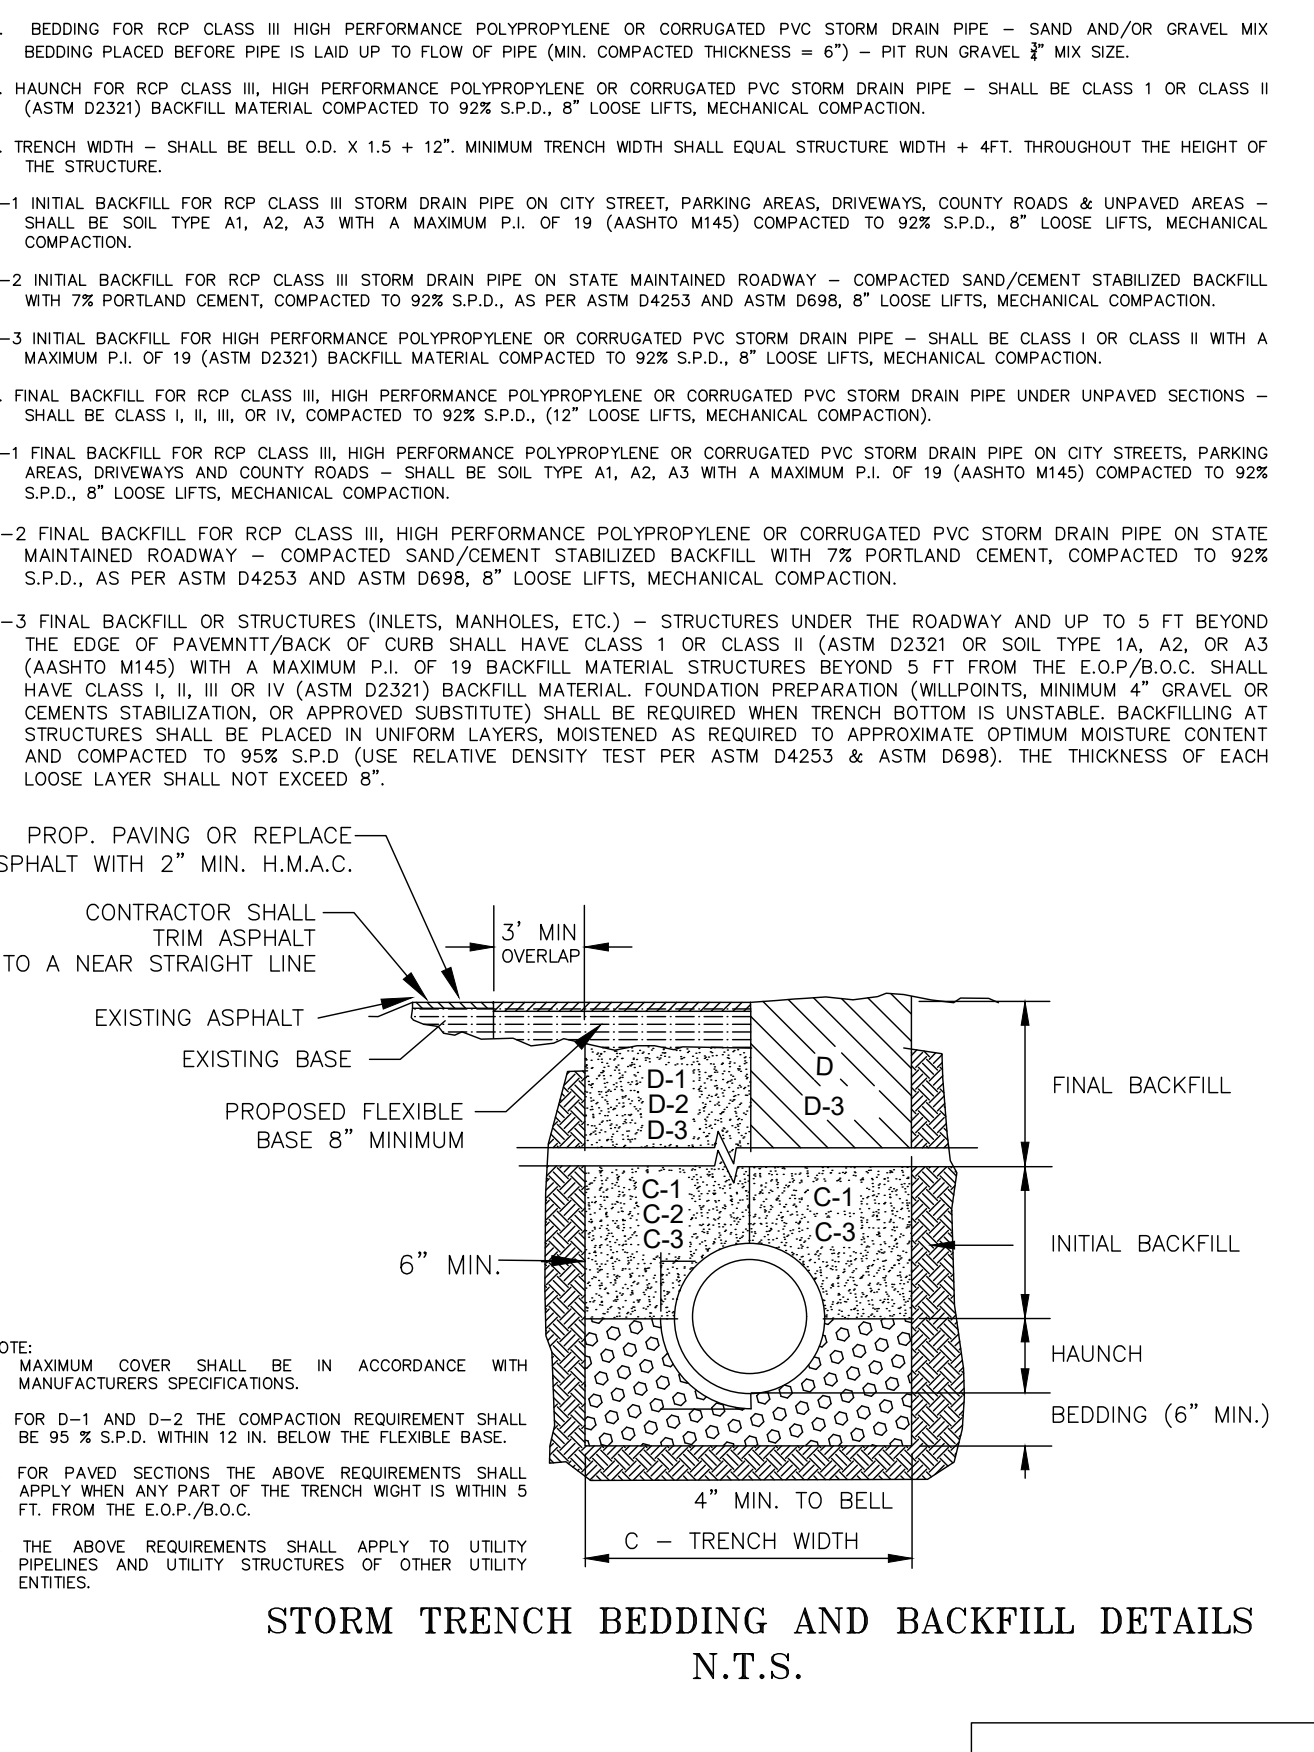 . BEDDING FOR RCP CLASS III HIGH PERFORMANCE POLYPROPYLENE OR CORRUGATED PVC STORM DRAIN PIPE – SAND AND/OR GRAVEL MIX
BEDDING PLACED BEFORE PIPE IS LAID UP TO FLOW OF PIPE (MIN. COMPACTED THICKNESS = 6") – PIT RUN GRAVEL 3/4" MIX SIZE.
. HAUNCH FOR RCP CLASS III, HIGH PERFORMANCE POLYPROPYLENE OR CORRUGATED PVC STORM DRAIN PIPE – SHALL BE CLASS 1 OR CLASS II
(ASTM D2321) BACKFILL MATERIAL COMPACTED TO 92% S.P.D., 8" LOOSE LIFTS, MECHANICAL COMPACTION.
. TRENCH WIDTH – SHALL BE BELL O.D. X 1.5 + 12". MINIMUM TRENCH WIDTH SHALL EQUAL STRUCTURE WIDTH + 4FT. THROUGHOUT THE HEIGHT OF
THE STRUCTURE.
–1 INITIAL BACKFILL FOR RCP CLASS III STORM DRAIN PIPE ON CITY STREET, PARKING AREAS, DRIVEWAYS, COUNTY ROADS & UNPAVED AREAS –
SHALL BE SOIL TYPE A1, A2, A3 WITH A MAXIMUM P.I. OF 19 (AASHTO M145) COMPACTED TO 92% S.P.D., 8" LOOSE LIFTS, MECHANICAL
COMPACTION.
–2 INITIAL BACKFILL FOR RCP CLASS III STORM DRAIN PIPE ON STATE MAINTAINED ROADWAY – COMPACTED SAND/CEMENT STABILIZED BACKFILL
WITH 7% PORTLAND CEMENT, COMPACTED TO 92% S.P.D., AS PER ASTM D4253 AND ASTM D698, 8" LOOSE LIFTS, MECHANICAL COMPACTION.
–3 INITIAL BACKFILL FOR HIGH PERFORMANCE POLYPROPYLENE OR CORRUGATED PVC STORM DRAIN PIPE – SHALL BE CLASS I OR CLASS II WITH A
MAXIMUM P.I. OF 19 (ASTM D2321) BACKFILL MATERIAL COMPACTED TO 92% S.P.D., 8" LOOSE LIFTS, MECHANICAL COMPACTION.
. FINAL BACKFILL FOR RCP CLASS III, HIGH PERFORMANCE POLYPROPYLENE OR CORRUGATED PVC STORM DRAIN PIPE UNDER UNPAVED SECTIONS –
SHALL BE CLASS I, II, III, OR IV, COMPACTED TO 92% S.P.D., (12" LOOSE LIFTS, MECHANICAL COMPACTION).
–1 FINAL BACKFILL FOR RCP CLASS III, HIGH PERFORMANCE POLYPROPYLENE OR CORRUGATED PVC STORM DRAIN PIPE ON CITY STREETS, PARKING
AREAS, DRIVEWAYS AND COUNTY ROADS – SHALL BE SOIL TYPE A1, A2, A3 WITH A MAXIMUM P.I. OF 19 (AASHTO M145) COMPACTED TO 92%
S.P.D., 8" LOOSE LIFTS, MECHANICAL COMPACTION.
–2 FINAL BACKFILL FOR RCP CLASS III, HIGH PERFORMANCE POLYPROPYLENE OR CORRUGATED PVC STORM DRAIN PIPE ON STATE
MAINTAINED ROADWAY – COMPACTED SAND/CEMENT STABILIZED BACKFILL WITH 7% PORTLAND CEMENT, COMPACTED TO 92%
S.P.D., AS PER ASTM D4253 AND ASTM D698, 8" LOOSE LIFTS, MECHANICAL COMPACTION.
–3 FINAL BACKFILL OR STRUCTURES (INLETS, MANHOLES, ETC.) – STRUCTURES UNDER THE ROADWAY AND UP TO 5 FT BEYOND
THE EDGE OF PAVEMNTT/BACK OF CURB SHALL HAVE CLASS 1 OR CLASS II (ASTM D2321 OR SOIL TYPE 1A, A2, OR A3
(AASHTO M145) WITH A MAXIMUM P.I. OF 19 BACKFILL MATERIAL STRUCTURES BEYOND 5 FT FROM THE E.O.P/B.O.C. SHALL
HAVE CLASS I, II, III OR IV (ASTM D2321) BACKFILL MATERIAL. FOUNDATION PREPARATION (WILLPOINTS, MINIMUM 4" GRAVEL OR
CEMENTS STABILIZATION, OR APPROVED SUBSTITUTE) SHALL BE REQUIRED WHEN TRENCH BOTTOM IS UNSTABLE. BACKFILLING AT
STRUCTURES SHALL BE PLACED IN UNIFORM LAYERS, MOISTENED AS REQUIRED TO APPROXIMATE OPTIMUM MOISTURE CONTENT
AND COMPACTED TO 95% S.P.D (USE RELATIVE DENSITY TEST PER ASTM D4253 & ASTM D698). THE THICKNESS OF EACH
LOOSE LAYER SHALL NOT EXCEED 8".
PROP. PAVING OR REPLACE
SPHALT WITH 2" MIN. H.M.A.C.
CONTRACTOR SHALL
TRIM ASPHALT
TO A NEAR STRAIGHT LINE
3' MIN
OVERLAP
EXISTING ASPHALT
EXISTING BASE
PROPOSED FLEXIBLE
BASE 8" MINIMUM
D-1
D-2
D-3
D
D-3
FINAL BACKFILL
C-1
C-2
C-3
C-1
C-3
6" MIN.
INITIAL BACKFILL
HAUNCH
BEDDING (6" MIN.)
4" MIN. TO BELL
C – TRENCH WIDTH
OTE:
MAXIMUM COVER SHALL BE IN ACCORDANCE WITH
MANUFACTURERS SPECIFICATIONS.
FOR D–1 AND D–2 THE COMPACTION REQUIREMENT SHALL
BE 95 % S.P.D. WITHIN 12 IN. BELOW THE FLEXIBLE BASE.
FOR PAVED SECTIONS THE ABOVE REQUIREMENTS SHALL
APPLY WHEN ANY PART OF THE TRENCH WIGHT IS WITHIN 5
FT. FROM THE E.O.P./B.O.C.
THE ABOVE REQUIREMENTS SHALL APPLY TO UTILITY
PIPELINES AND UTILITY STRUCTURES OF OTHER UTILITY
ENTITIES.
STORM TRENCH BEDDING AND BACKFILL DETAILS
N.T.S.